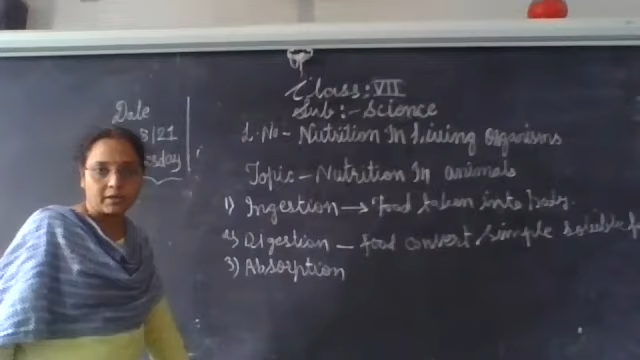 Class: VII
Sub:- Science
Date
8/21
sday
L.No- Nutrition In Living Organisms
Topic - Nutrition In animals
1) Ingestion → Food taken into body.
2) Digestion - Food convert simple soluble
3) Absorption